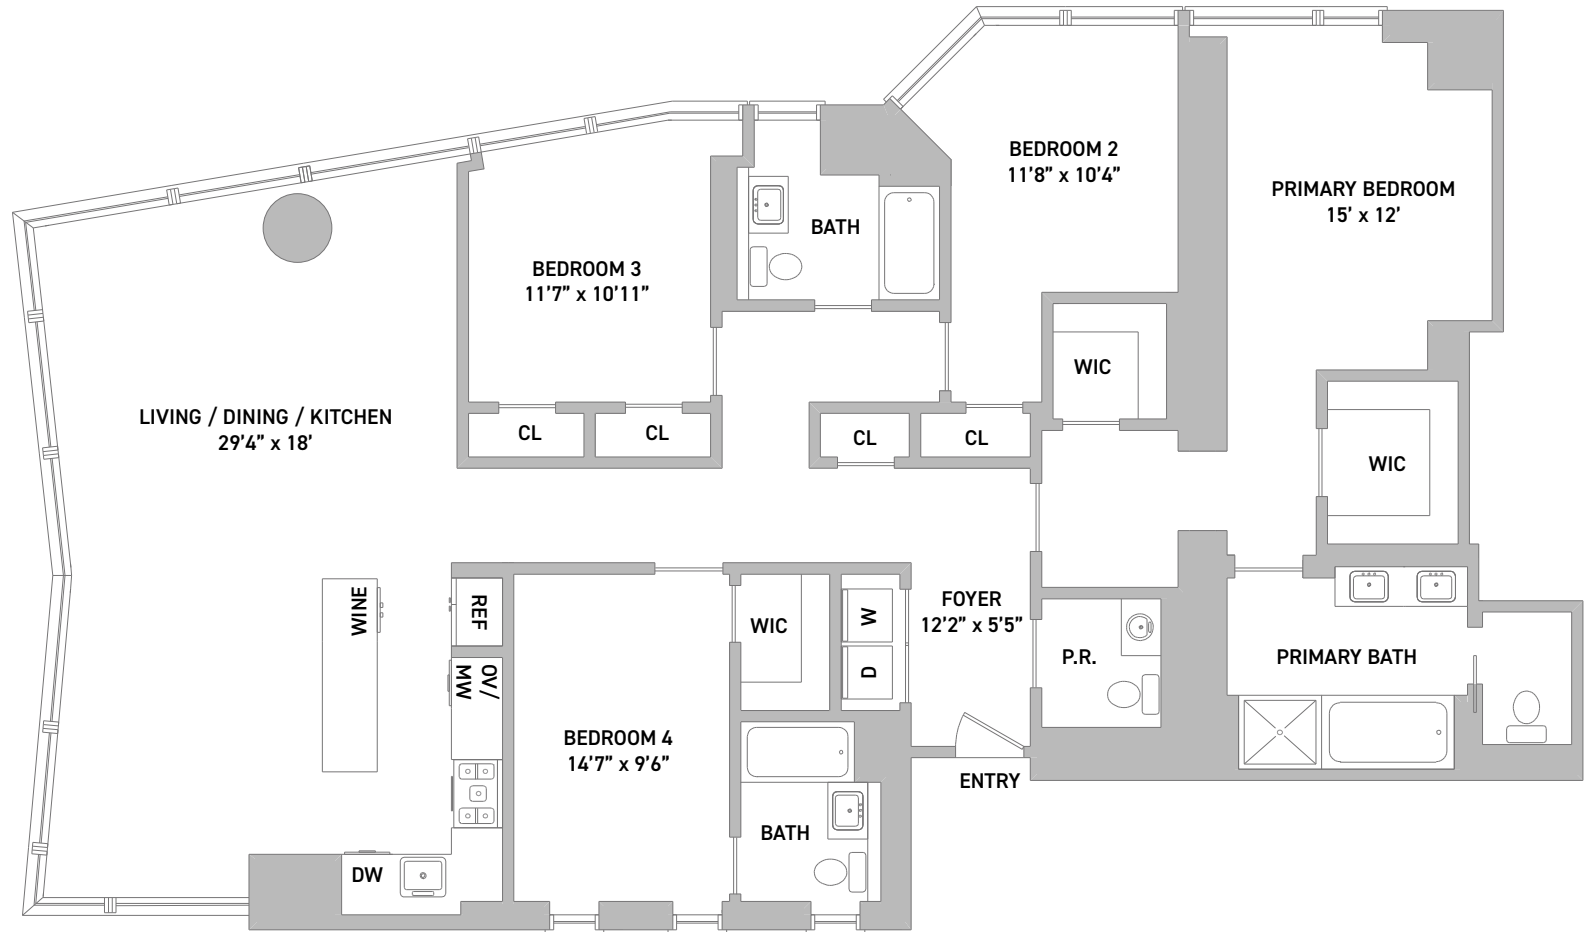 BEDROOM 2
11’8” x 10’4”
PRIMARY BEDROOM
15’ x 12’
BATH
BEDROOM 3
11’7” x 10’11”
WIC
LIVING / DINING / KITCHEN
29’4” x 18’
CL
CL
CL
CL
WIC
WINE
REF
WIC
W
FOYER
12’2” x 5’5”
P.R.
PRIMARY BATH
OV/
MW
D
BEDROOM 4
14’7” x 9’6”
ENTRY
BATH
DW